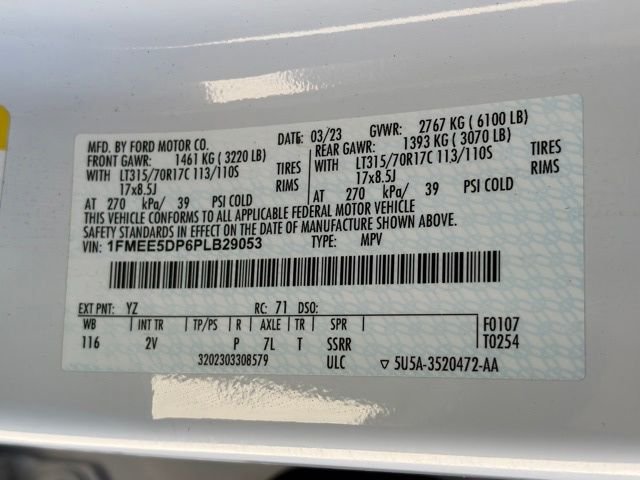 MFD. BY FORD MOTOR CO. DATE: 03/23 GVWR: 2767 KG (6100 LB)
FRONT GAWR: 1461 KG (3220 LB) REAR GAWR: 1393 KG (3070 LB)
WITH LT315/70R17C 113/110S TIRES WITH LT315/70R17C 113/110S TIRES
17x8.5J RIMS 17x8.5J RIMS
AT 270 kPa/ 39 PSI COLD AT 270 kPa/ 39 PSI COLD
THIS VEHICLE CONFORMS TO ALL APPLICABLE FEDERAL MOTOR VEHICLE
SAFETY STANDARDS IN EFFECT ON THE DATE OF MANUFACTURE SHOWN ABOVE.
VIN: 1FMEE5DP6PLB29053 TYPE: MPV
EXT PNT: YZ RC: 71 DSO:
WB INT TR TP/PS R AXLE TR SPR F0107
116 2V P 7L T SSRR T0254
3202303308579 ULC ▽ 5U5A-3520472-AA